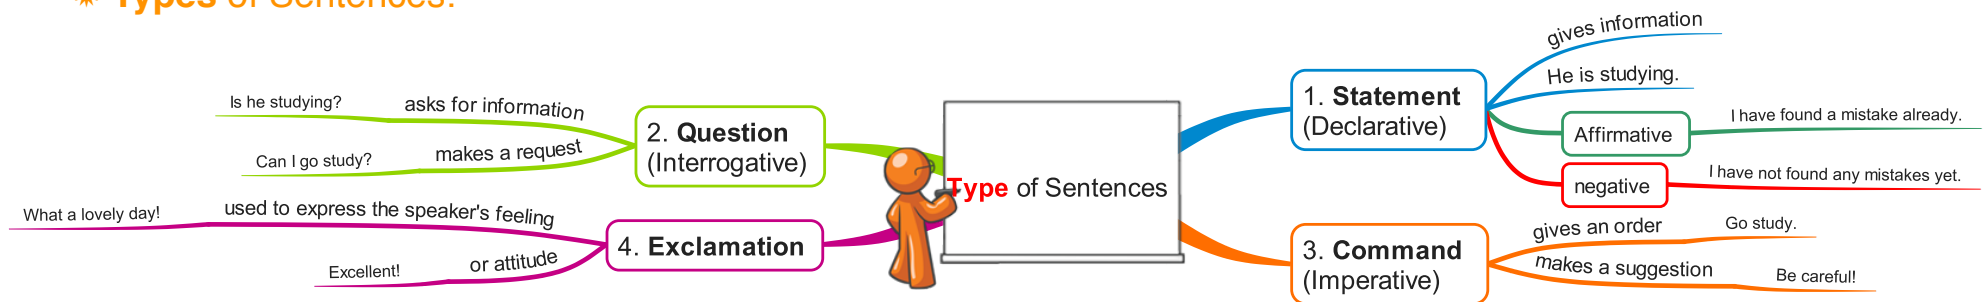 Types of Sentences.
Type of Sentences
1. Statement
(Declarative)
gives information
He is studying.
Affirmative
I have found a mistake already.
negative
I have not found any mistakes yet.
2. Question
(Interrogative)
asks for information
Is he studying?
makes a request
Can I go study?
3. Command
(Imperative)
gives an order
Go study.
makes a suggestion
Be careful!
4. Exclamation
used to express the speaker's feeling
What a lovely day!
or attitude
Excellent!